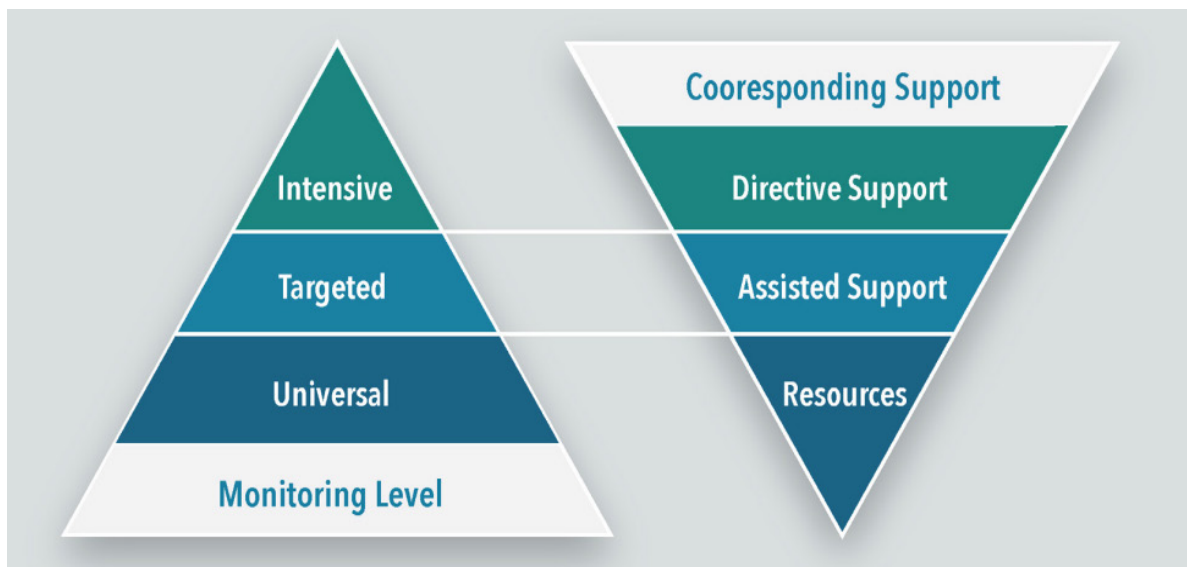 Intensive
Targeted
Universal
Monitoring Level
Cooresponding Support
Directive Support
Assisted Support
Resources